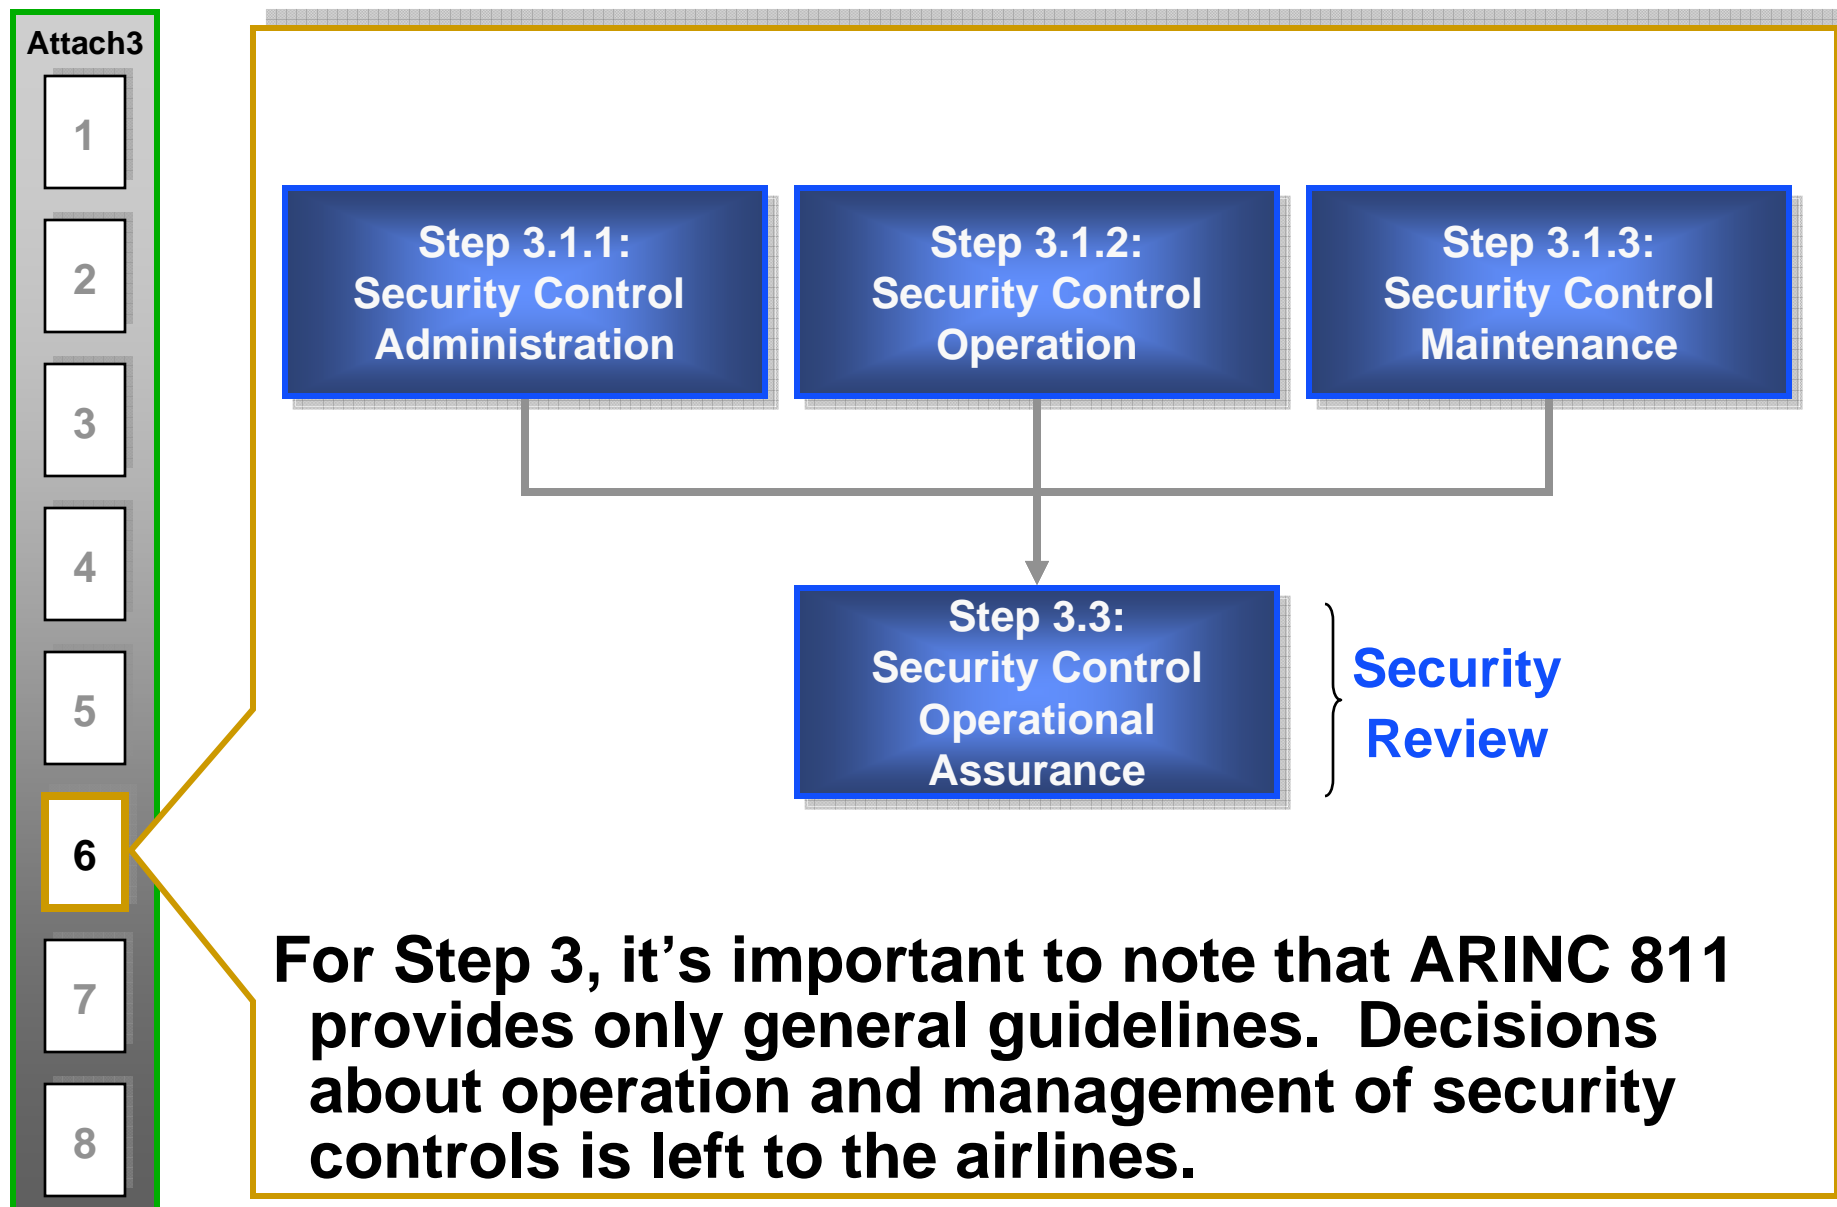 Attach3
1
2
3
4
5
6
7
8
Step 3.1.1:
Security Control
Administration
Step 3.1.2:
Security Control
Operation
Step 3.1.3:
Security Control
Maintenance
Step 3.3:
Security Control
Operational
Assurance
Security
Review
For Step 3, it’s important to note that ARINC 811
provides only general guidelines.  Decisions
about operation and management of security
controls is left to the airlines.